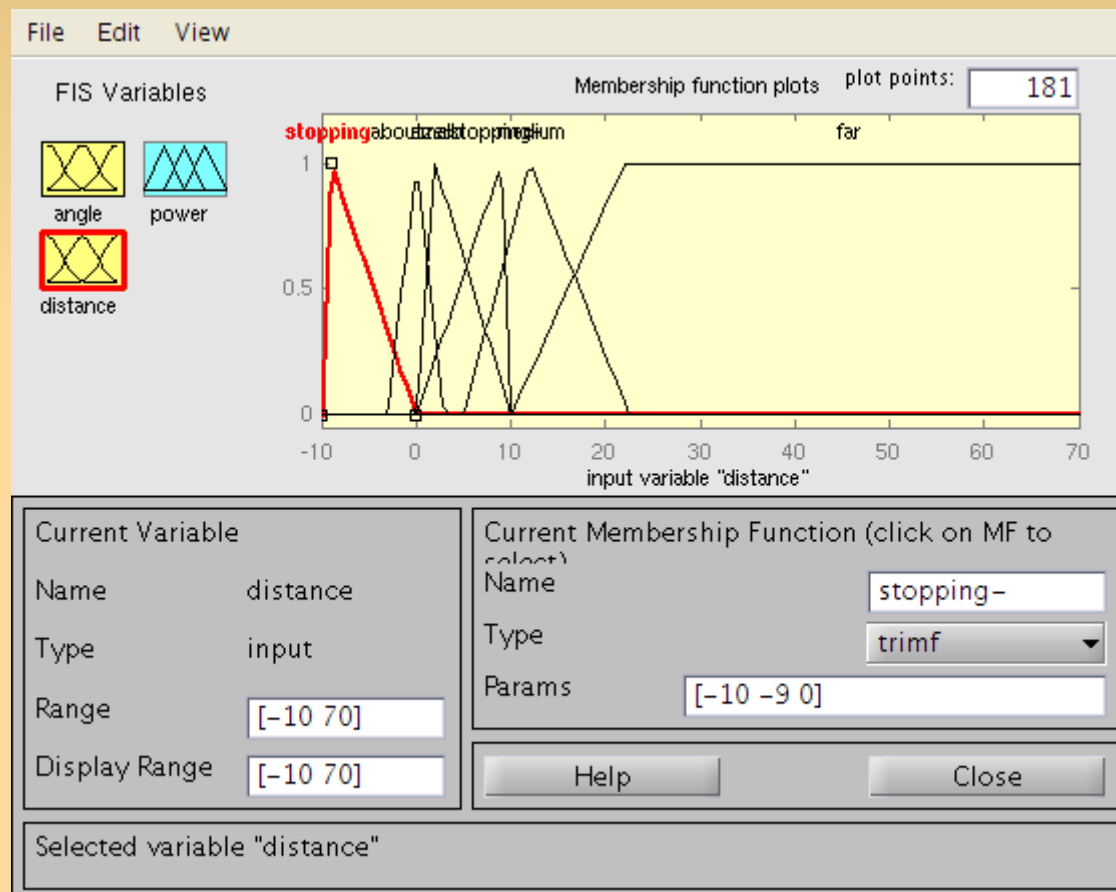 File Edit View
FIS Variables
Membership function plots
plot points:
181
angle
power
distance
stopping
far
1
0.5
0
-10 0 10 20 30 40 50 60 70
input variable "distance"
Current Variable
Name distance
Type input
Range [-10 70]
Display Range [-10 70]
Current Membership Function (click on MF to
Name stopping-
Type trimf
Params [-10 -9 0]
Help
Close
Selected variable "distance"